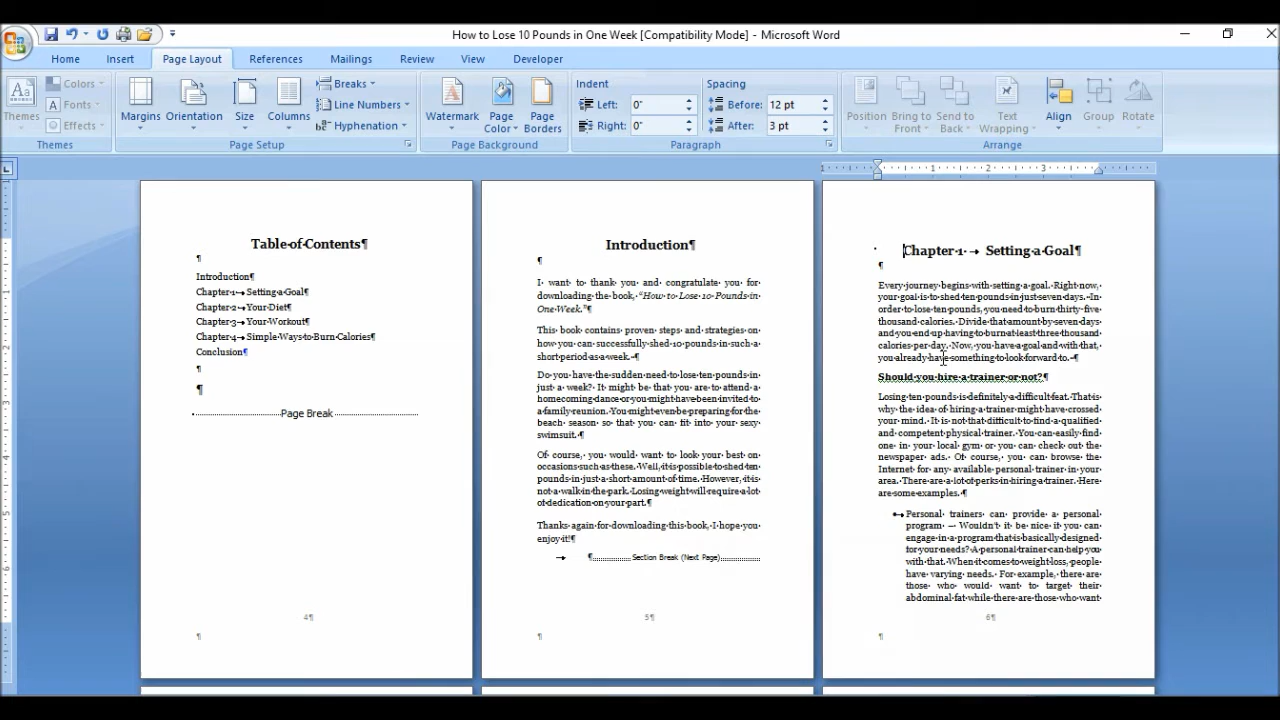 How to Lose 10 Pounds in One Week [Compatibility Mode] - Microsoft Word
Home Insert Page Layout References Mailings Review View Developer
Themes
Colors
Fonts
Effects
Themes
Margins Orientation Size Columns
Breaks
Line Numbers
Hyphenation
Page Setup
Watermark Page Color Page Borders
Page Background
Indent
Left: 0"
Right: 0"
Spacing
Before: 12 pt
After: 3 pt
Paragraph
Position Bring to Front Send to Back Text Wrapping Align Group Rotate
Arrange
1 1 2 3
Table·of·Contents¶
¶
Introduction¶
Chapter·1→Setting·a·Goal¶
Chapter·2→Your·Diet¶
Chapter·3→Your·Workout¶
Chapter·4→Simple·Ways·to·Burn·Calories¶
Conclusion¶
¶
¶
Page Break
4¶
¶
Introduction¶
¶
I want to thank you and congratulate you for
downloading the book, “How to Lose 10 Pounds in
One Week.”¶
This book contains proven steps and strategies on
how you can successfully shed 10 pounds in such a
short period as a week. ¶
Do you have the sudden need to lose ten pounds in
just a week? It might be that you are to attend a
homecoming dance or you might have been invited to
a family reunion. You might even be preparing for the
beach season so that you can fit into your sexy
swimsuit. ¶
Of course, you would want to look your best on
occasions such as these. Well, it is possible to shed ten
pounds in just a short amount of time. However, it is
not a walk in the park. Losing weight will require a lot
of dedication on your part. ¶
Thanks again for downloading this book, I hope you
enjoy it!¶
→ ¶ Section Break (Next Page)
5¶
¶
Chapter·1· → Setting·a·Goal¶
¶
Every journey begins with setting a goal. Right now,
your goal is to shed ten pounds in just seven days. In
order to lose ten pounds, you need to burn thirty five
thousand calories. Divide that amount by seven days
and you end up having to burn at least three thousand
calories per day. Now, you have a goal and with that,
you already have something to look forward to. ¶
Should you hire a trainer or not?¶
Losing ten pounds is definitely a difficult feat. That is
why the idea of hiring a trainer might have crossed
your mind. It is not that difficult to find a qualified
and competent physical trainer. You can easily find
one in your local gym or you can check out the
newspaper ads. Of course, you can browse the
Internet for any available personal trainer in your
area. There are a lot of perks in hiring a trainer. Here
are some examples. ¶
Personal trainers can provide a personal
program – Wouldn't it be nice if you can
engage in a program that is basically designed
for your needs? A personal trainer can help you
with that. When it comes to weight loss, people
have varying needs. For example, there are
those who would want to target their
abdominal fat while there are those who want
6¶
¶